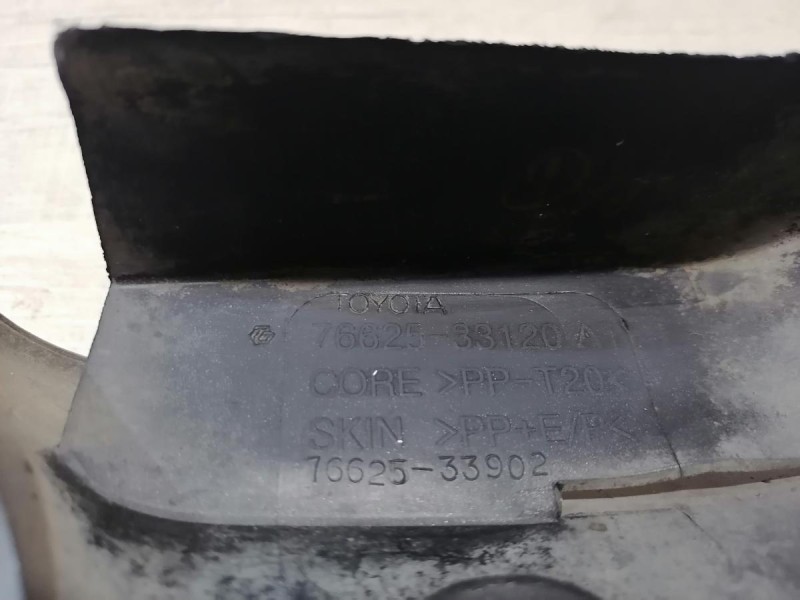 TOYOTA
76625-33120 A
CORE >PP-T20<
SKIN >PP+E/P<
76625-33902